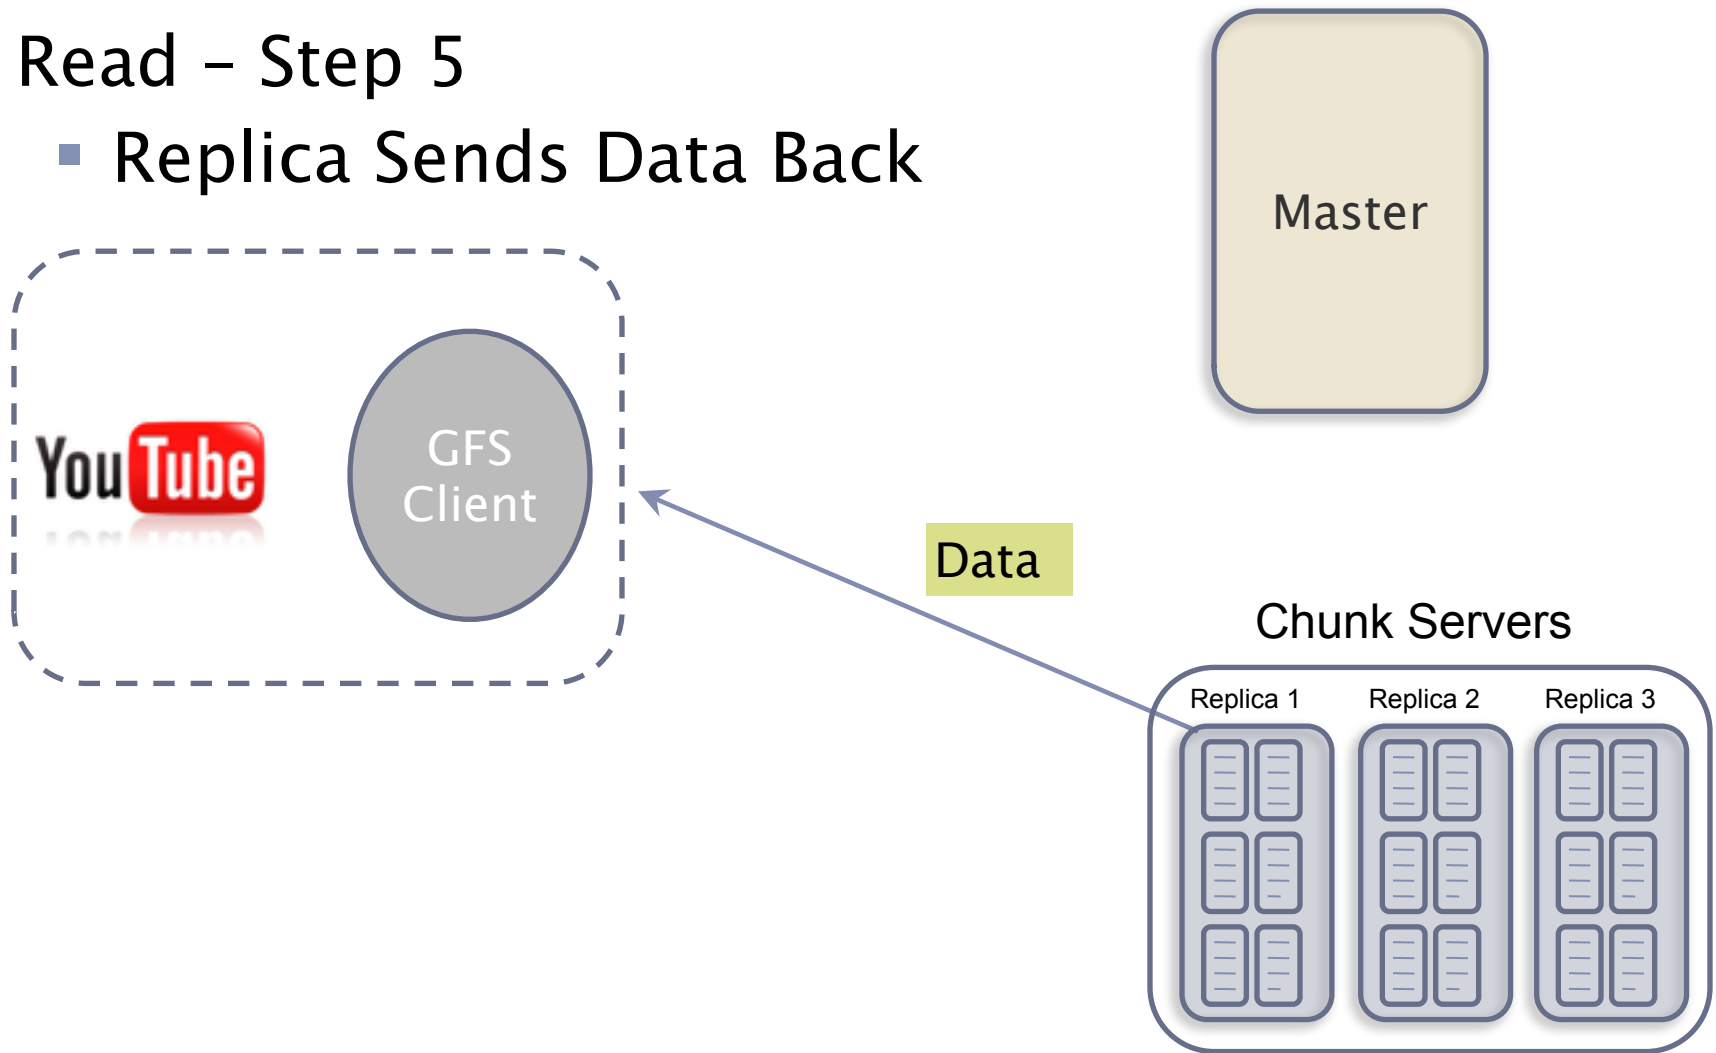 Read – Step 5
Replica Sends Data Back
Master
YouTube
GFS
Client
Data
Chunk Servers
Replica 1
Replica 2
Replica 3